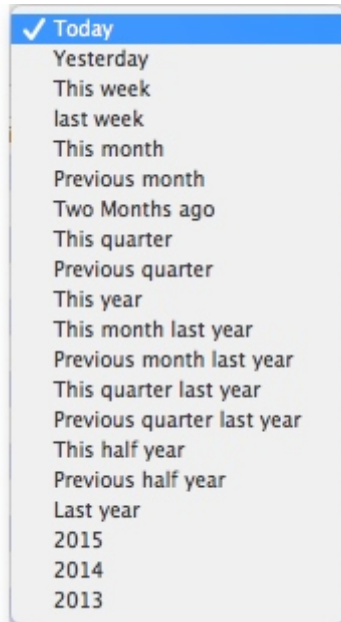 Today
Yesterday
This week
last week
This month
Previous month
Two Months ago
This quarter
Previous quarter
This year
This month last year
Previous month last year
This quarter last year
Previous quarter last year
This half year
Previous half year
Last year
2015
2014
2013